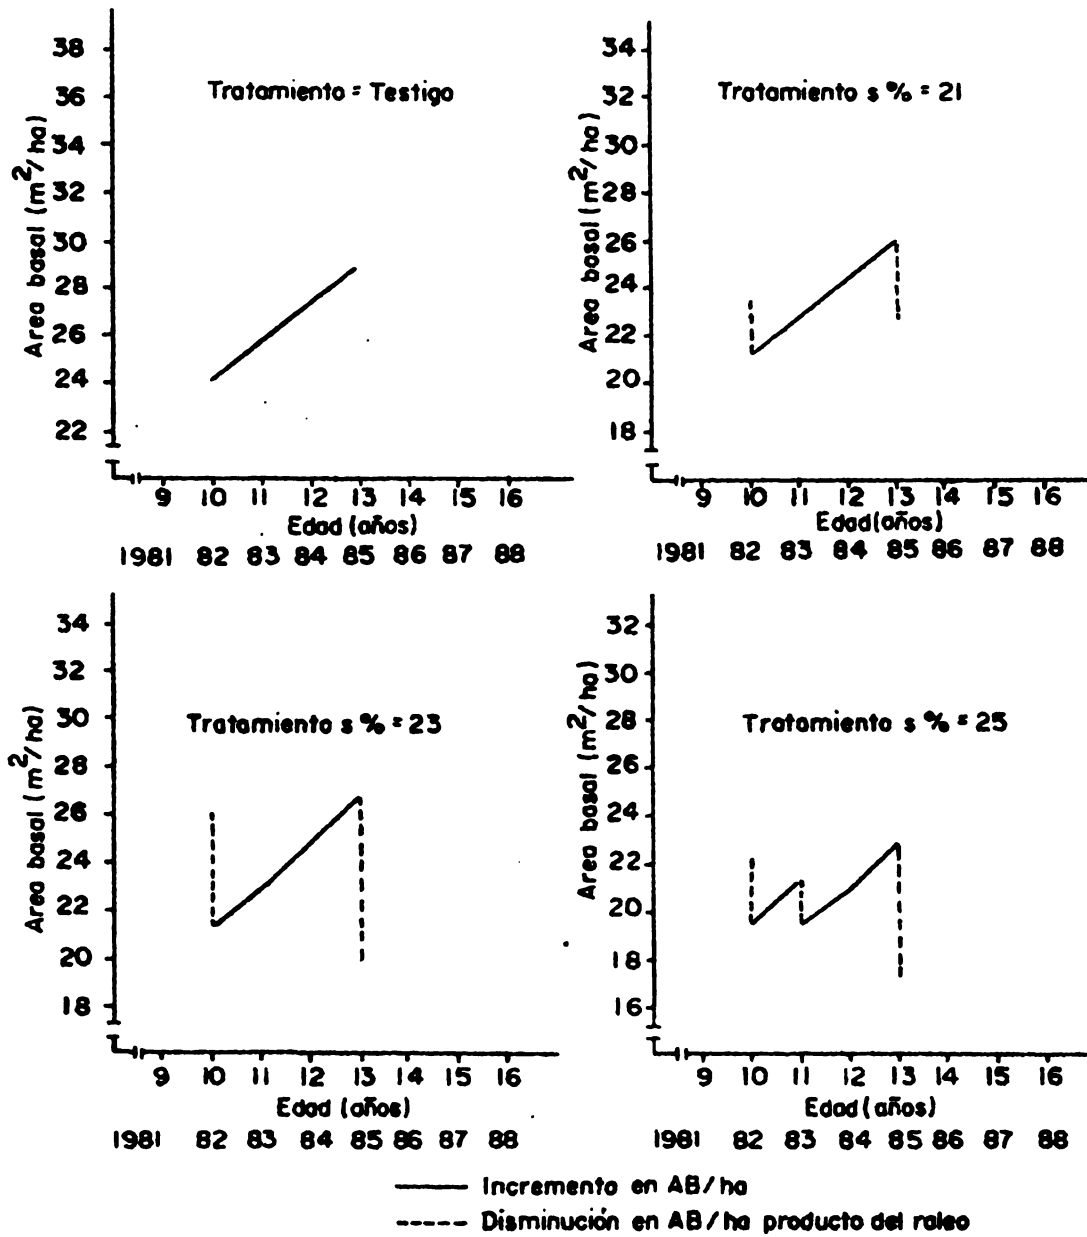 Tratamiento = Testigo
Area basal (m²/ha)
38
36
34
32
30
28
26
24
22
9 10 11 12 13 14 15 16
Edad (años)
1981 82 83 84 85 86 87 88
Tratamiento s % = 21
Area basal (m²/ha)
34
32
30
28
26
24
22
20
18
9 10 11 12 13 14 15 16
Edad (años)
1981 82 83 84 85 86 87 88
Tratamiento s % = 23
Area basal (m²/ha)
34
32
30
28
26
24
22
20
18
9 10 11 12 13 14 15 16
Edad (años)
1981 82 83 84 85 86 87 88
Tratamiento s % = 25
Area basal (m²/ha)
32
30
28
26
24
22
20
18
16
9 10 11 12 13 14 15 16
Edad (años)
1981 82 83 84 85 86 87 88
Incremento en AB/ha
Disminución en AB/ha producto del raleo